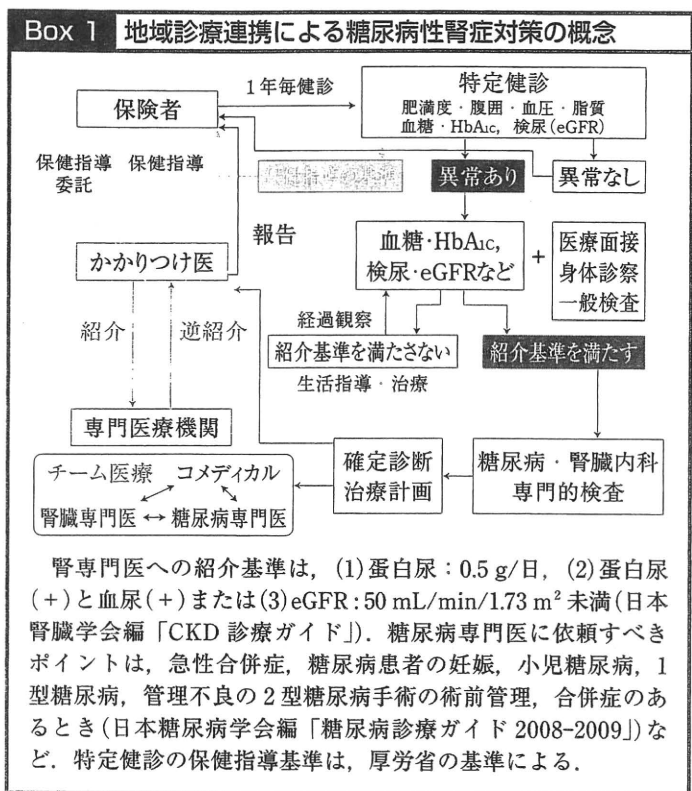 Box 1 地域診療連携による糖尿病性腎症対策の概念
1年毎健診
保険者
特定健診
肥満度・腹囲・血圧・脂質
血糖・HbA1c, 検尿(eGFR)
保健指導
委託
保健指導
異常あり
異常なし
報告
かかりつけ医
血糖・HbA1c,
検尿・eGFRなど
+
医療面接
身体診察
一般検査
紹介
逆紹介
経過観察
紹介基準を満たさない
生活指導・治療
紹介基準を満たす
専門医療機関
チーム医療 コメディカル
腎臓専門医 糖尿病専門医
確定診断
治療計画
糖尿病・腎臓内科
専門的検査
腎専門医への紹介基準は,(1)蛋白尿:0.5 g/日,(2)蛋白尿
(+)と血尿(+)または(3)eGFR:50 mL/min/1.73 m² 未満(日本
腎臓学会編「CKD 診療ガイド」).糖尿病専門医に依頼すべき
ポイントは,急性合併症,糖尿病患者の妊娠,小児糖尿病,1
型糖尿病,管理不良の2型糖尿病手術の術前管理,合併症のあ
るとき(日本糖尿病学会編「糖尿病診療ガイド 2008-2009」)な
ど.特定健診の保健指導基準は,厚労省の基準による.